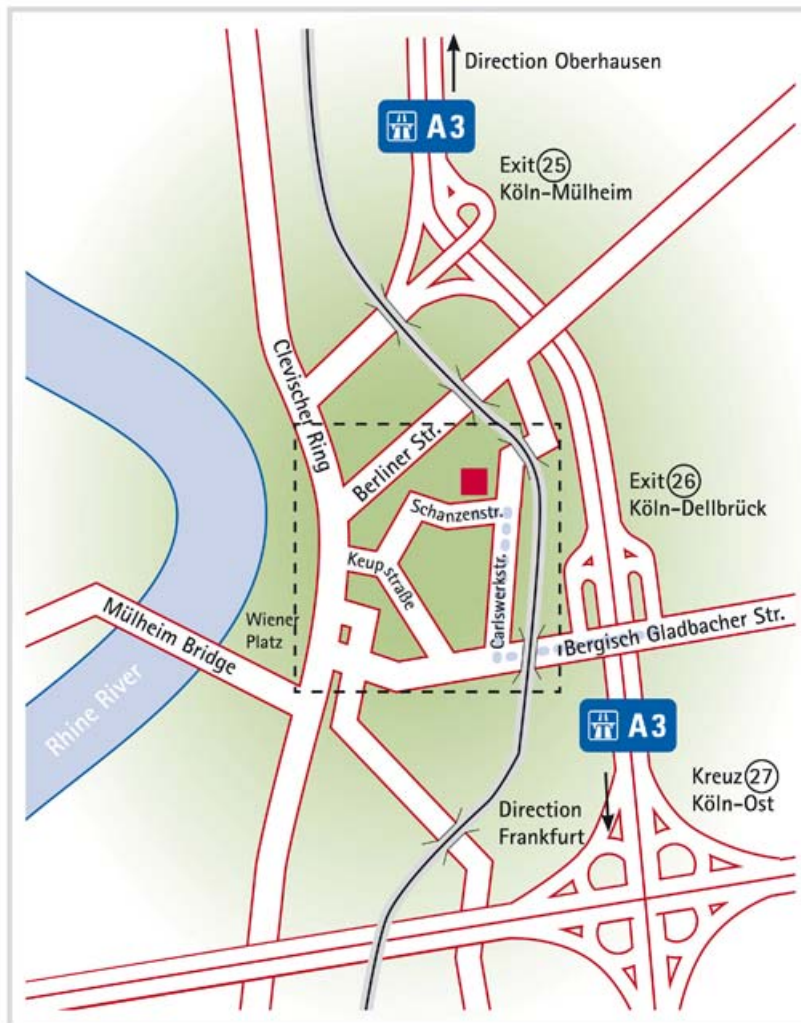 Direction Oberhausen
A3
Exit 25
Köln-Mülheim
Clevischer Ring
Berliner Str.
Exit 26
Köln-Dellbrück
Schanzenstr.
Keupstraße
Carlswerkstr.
Wiener
Platz
Mülheim Bridge
Bergisch Gladbacher Str.
Rhine River
A3
Kreuz 27
Köln-Ost
Direction
Frankfurt